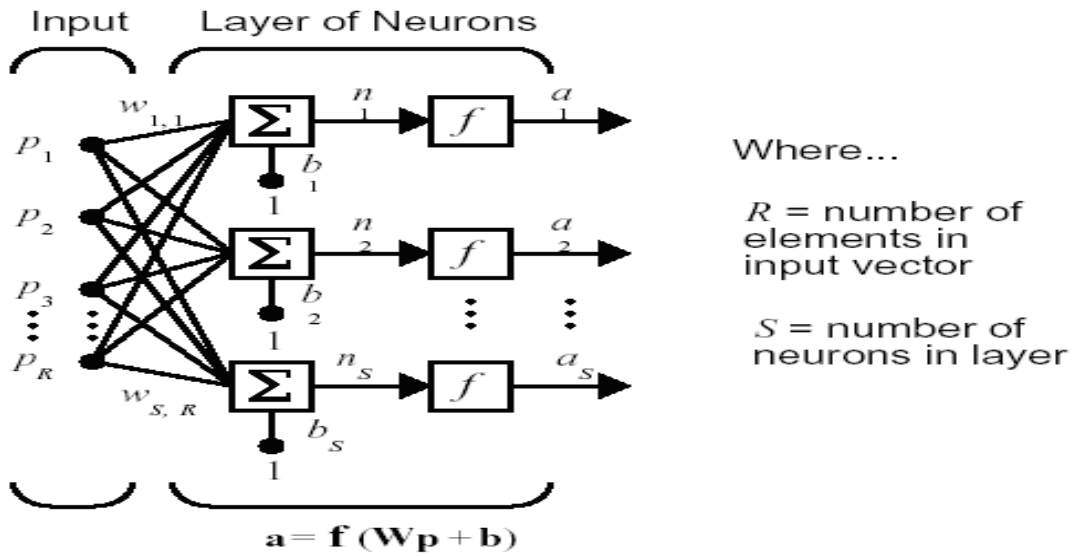 Input Layer of Neurons
w1,1
n1
a1
p1
Σ
f
b1
1
p2
n2
a2
Σ
f
p3
b2
1
pR
nS
aS
Σ
f
wS, R
bS
1
a = f (Wp + b)
Where...
R = number of
elements in
input vector
S = number of
neurons in layer